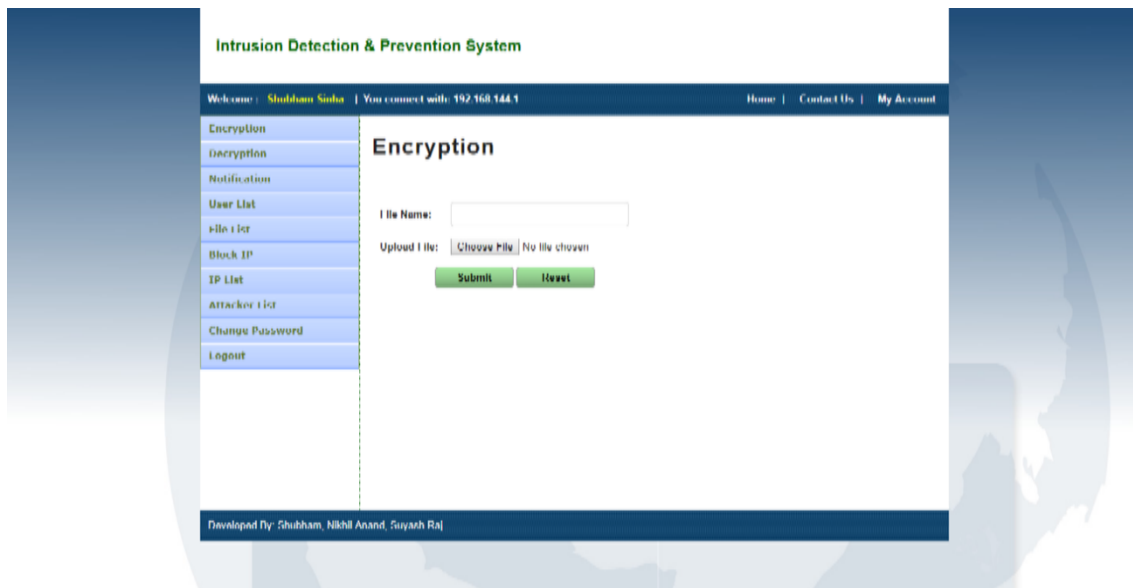 Intrusion Detection & Prevention System
Welcome : Shubham Sinha | You connect with: 192.168.144.1 Home | Contact Us | My Account
Encryption
Decryption
Notification
User List
File List
Block IP
IP List
Attacker List
Change Password
Logout
Encryption
File Name:
Upload File: Choose File No file chosen
Submit Reset
Developed By: Shubham, Nikhil Anand, Suyash Raj